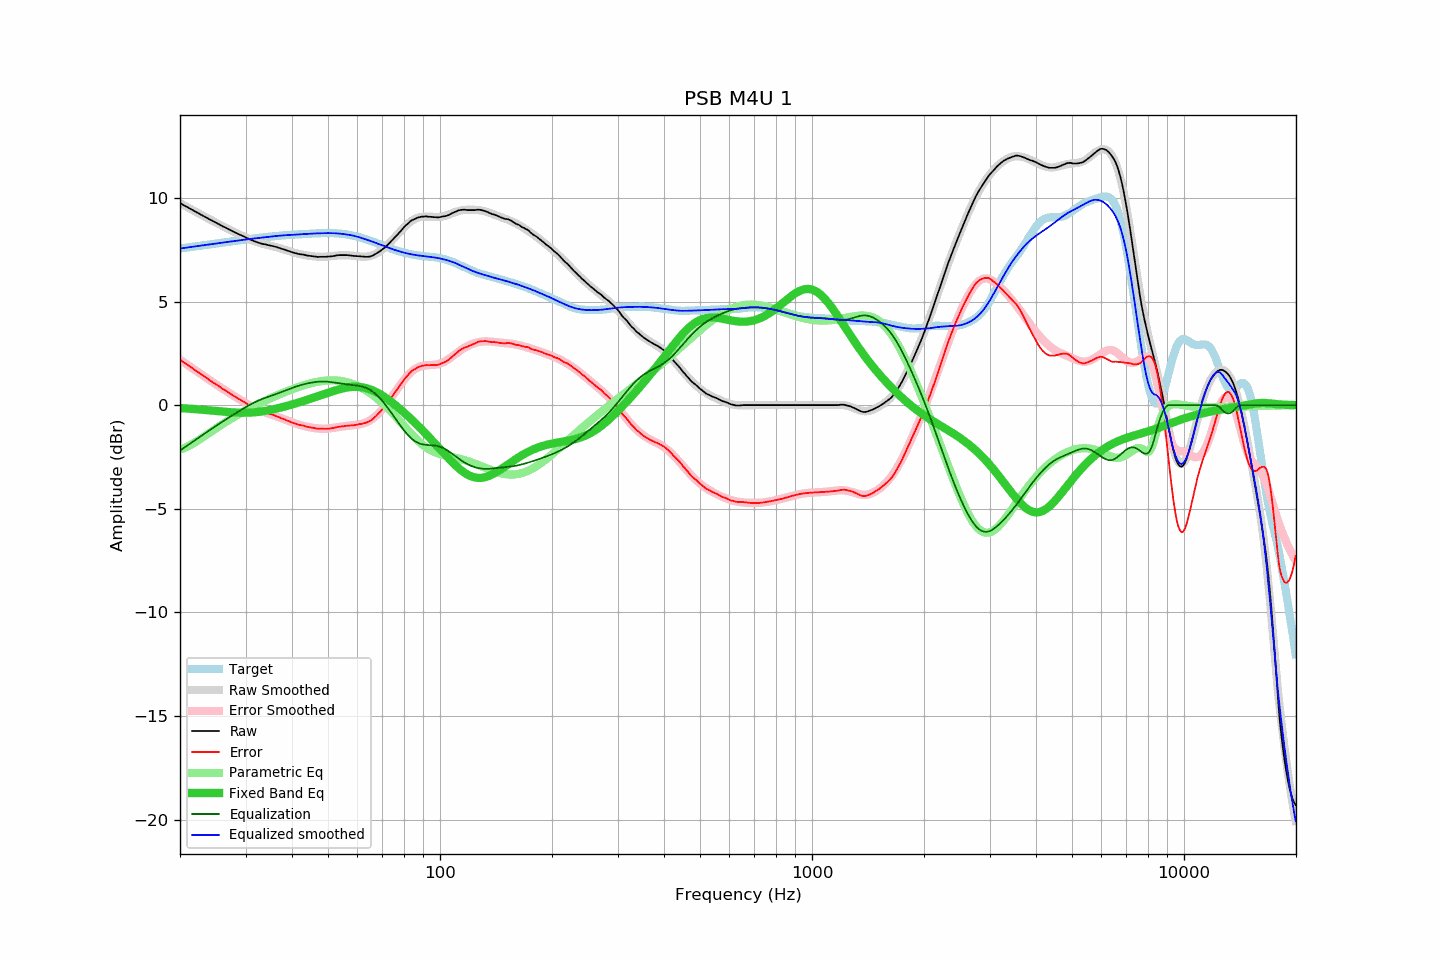 PSB M4U 1
10
5
0
−5
−10
−15
−20
Amplitude (dBr)
Target
Raw Smoothed
Error Smoothed
Raw
Error
Parametric Eq
Fixed Band Eq
Equalization
Equalized smoothed
100
1000
10000
Frequency (Hz)